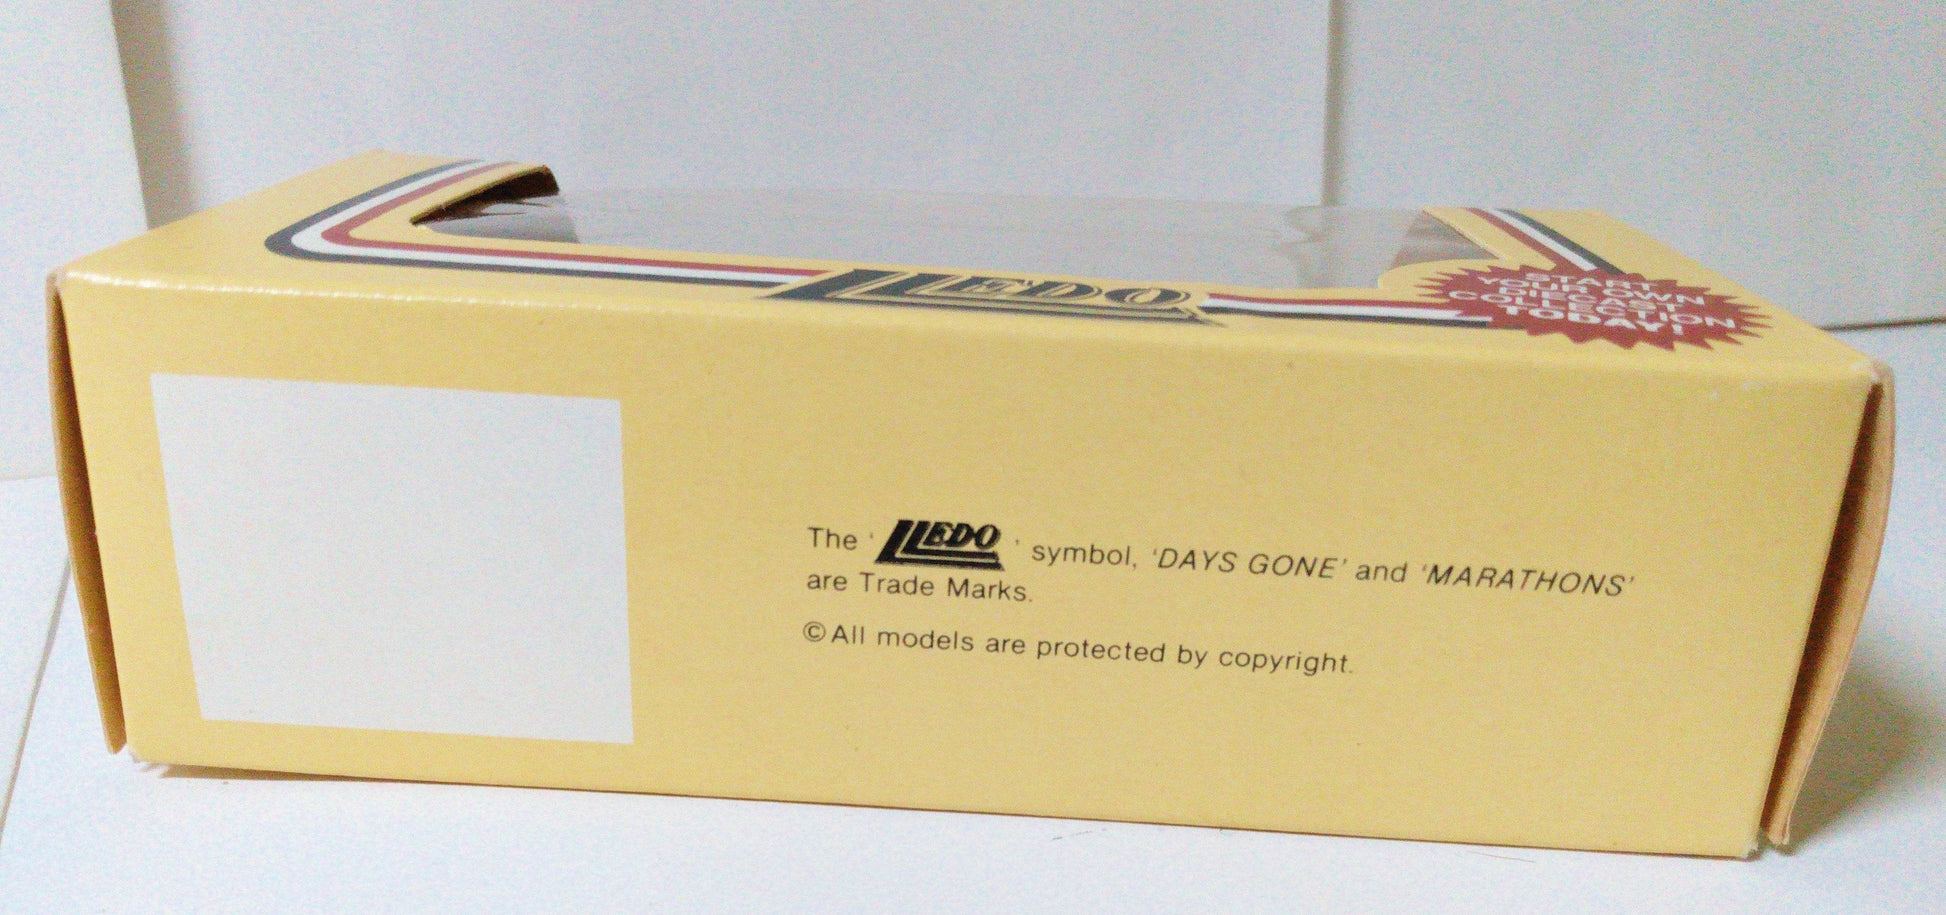 LLEDO
START
YOUR OWN
DIECAST
COLLECTION
TODAY!
The ‘LLEDO’ symbol, ‘DAYS GONE’ and ‘MARATHONS’
are Trade Marks.
©All models are protected by copyright.